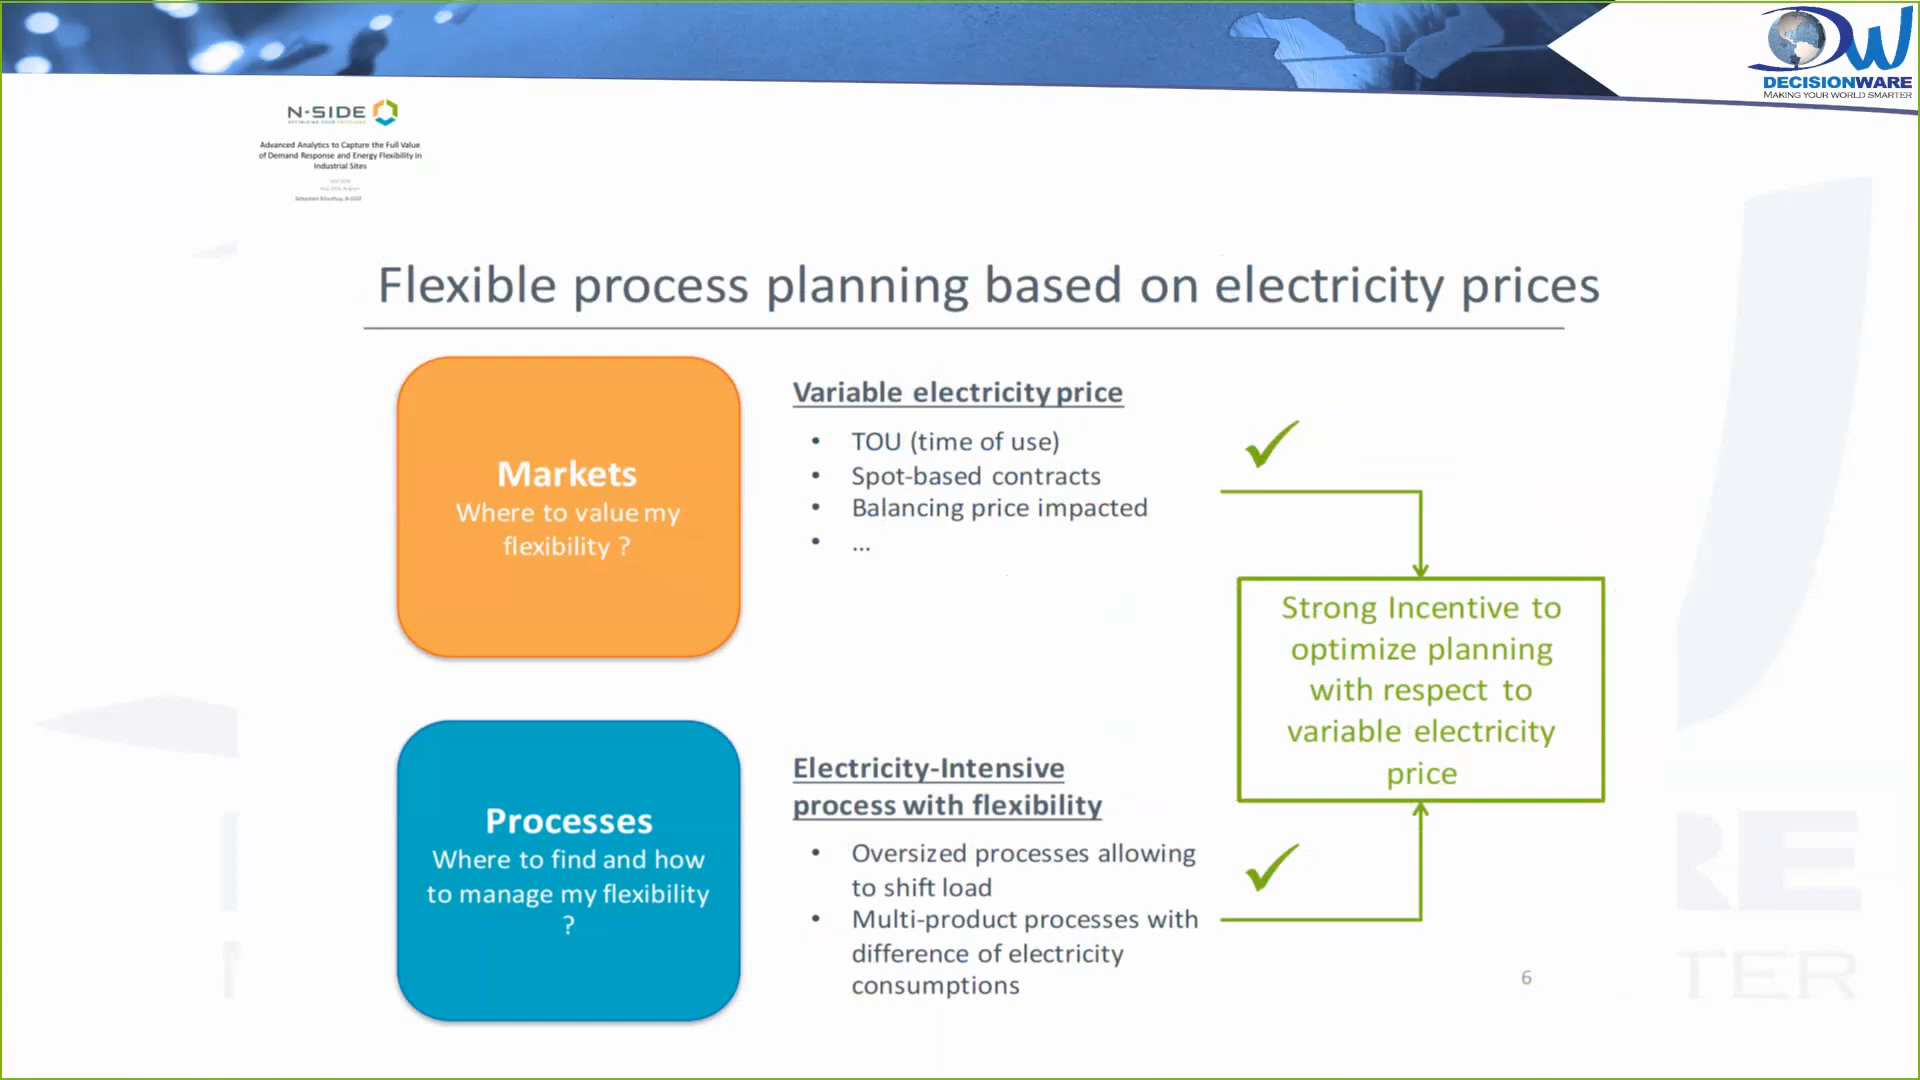 DW
DECISIONWARE
MAKING YOUR WORLD SMARTER
N-SIDE
Advanced Analytics to Capture the Full Value
of Demand Response and Energy Flexibility in
Industrial Sites
Flexible process planning based on electricity prices
Markets
Where to value my
flexibility ?
Variable electricity price
• TOU (time of use)
• Spot-based contracts
• Balancing price impacted
• ...
Strong Incentive to
optimize planning
with respect to
variable electricity
price
Processes
Where to find and how
to manage my flexibility
?
Electricity-Intensive
process with flexibility
• Oversized processes allowing
to shift load
• Multi-product processes with
difference of electricity
consumptions
6
RE
TER